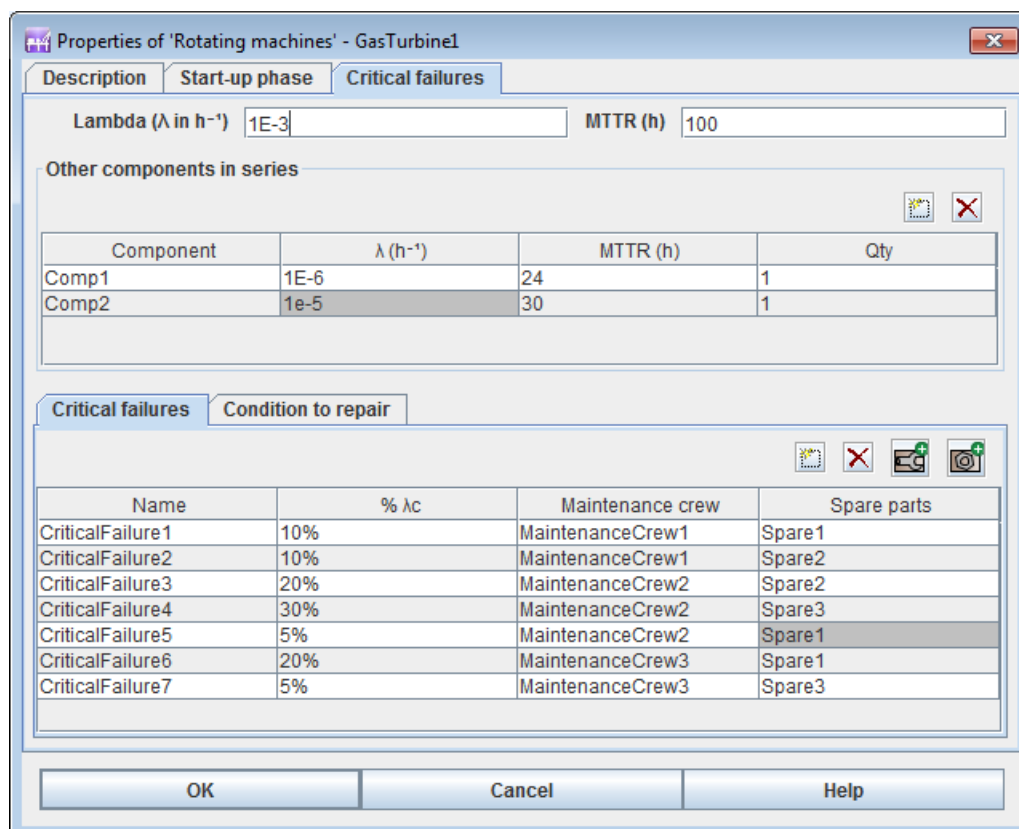 Properties of 'Rotating machines' - GasTurbine1
Description Start-up phase Critical failures
Lambda (λ in h⁻¹) 1E-3 MTTR (h) 100
Other components in series
Component λ (h⁻¹) MTTR (h) Qty
Comp1 1E-6 24 1
Comp2 1e-5 30 1
Critical failures Condition to repair
Name % λc Maintenance crew Spare parts
CriticalFailure1 10% MaintenanceCrew1 Spare1
CriticalFailure2 10% MaintenanceCrew1 Spare2
CriticalFailure3 20% MaintenanceCrew2 Spare2
CriticalFailure4 30% MaintenanceCrew2 Spare3
CriticalFailure5 5% MaintenanceCrew2 Spare1
CriticalFailure6 20% MaintenanceCrew3 Spare1
CriticalFailure7 5% MaintenanceCrew3 Spare3
OK Cancel Help